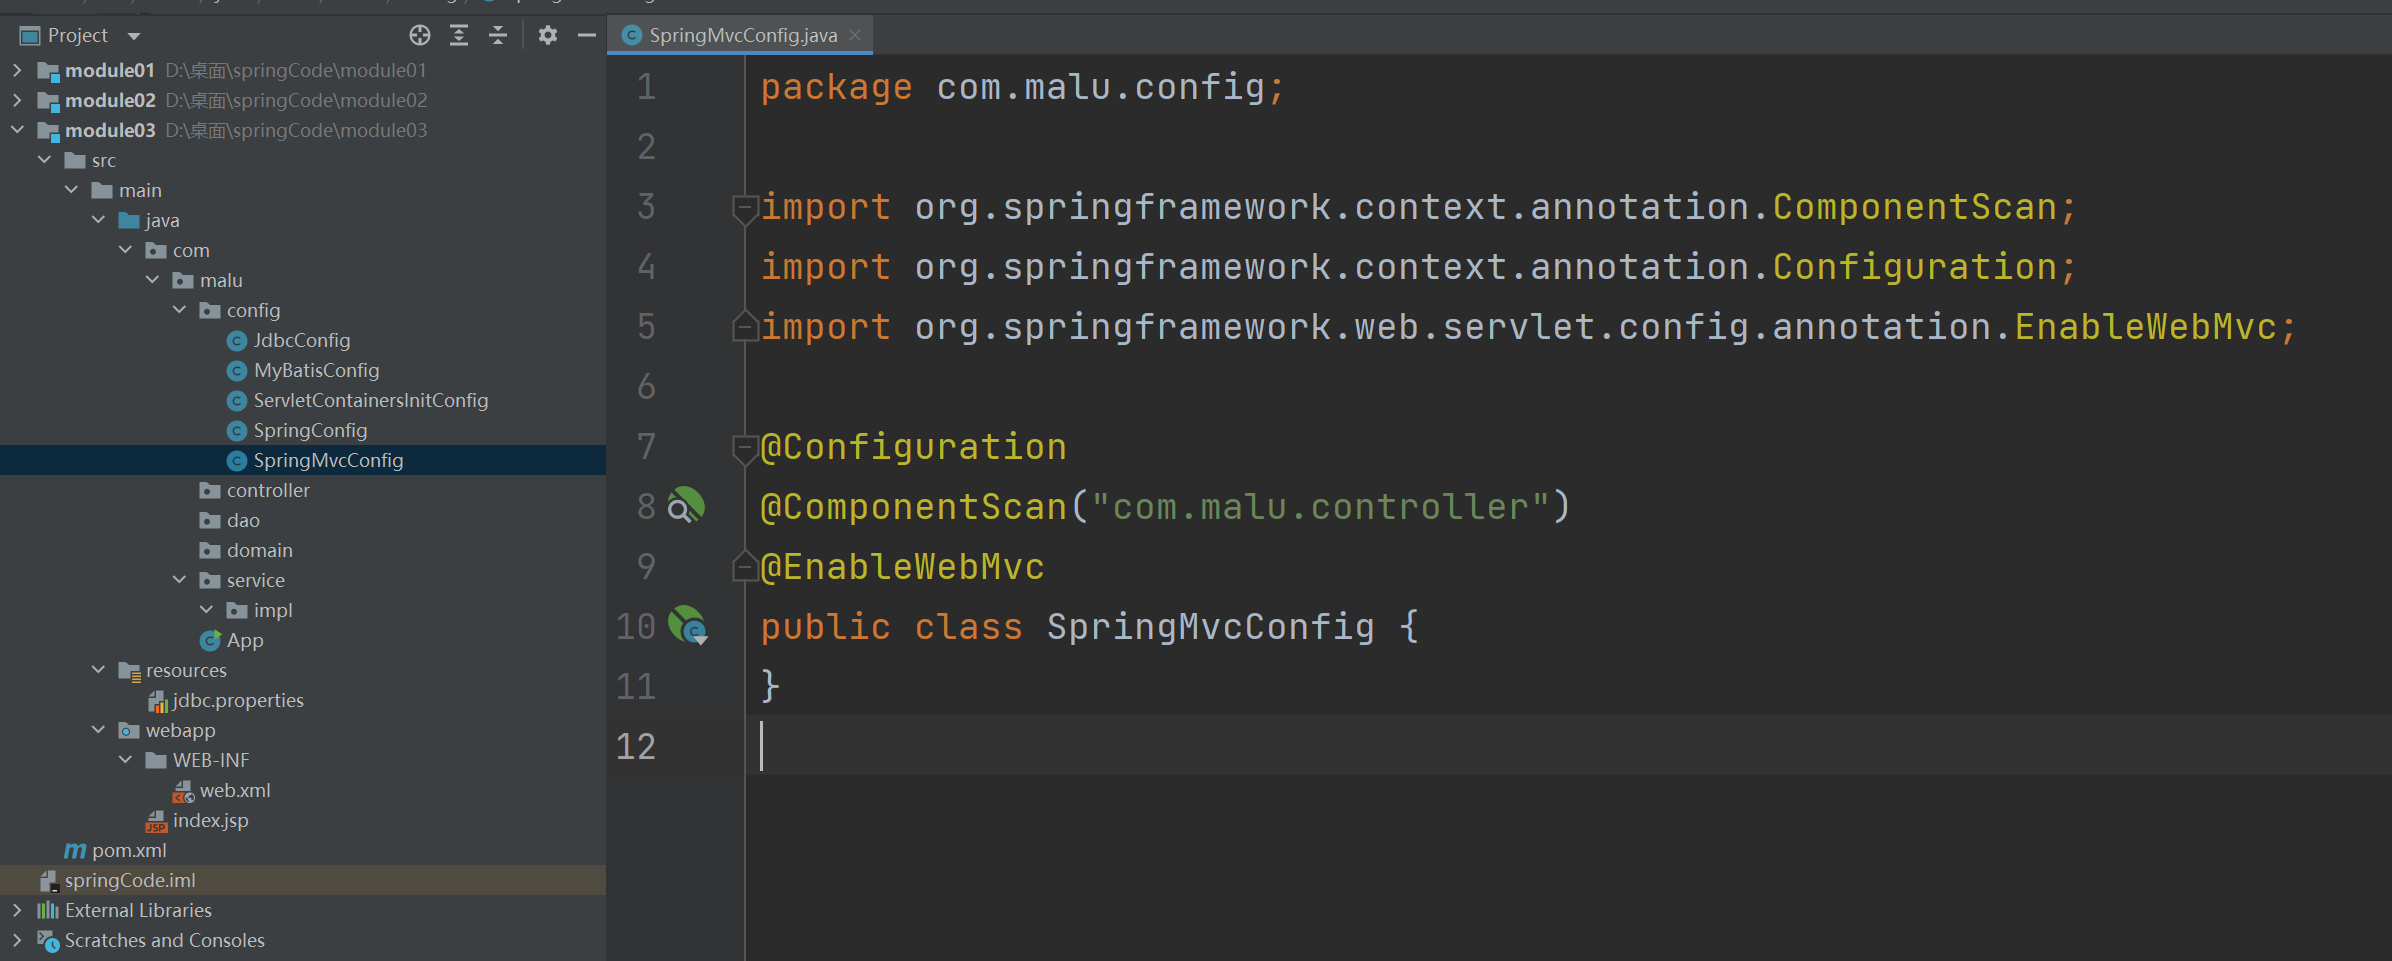 Project
module01 D:\桌面\springCode\module01
module02 D:\桌面\springCode\module02
module03 D:\桌面\springCode\module03
src
main
java
com
malu
config
JdbcConfig
MyBatisConfig
ServletContainersInitConfig
SpringConfig
SpringMvcConfig
controller
dao
domain
service
impl
App
resources
jdbc.properties
webapp
WEB-INF
web.xml
index.jsp
pom.xml
springCode.iml
External Libraries
Scratches and Consoles
SpringMvcConfig.java
1 package com.malu.config;
2
3 import org.springframework.context.annotation.ComponentScan;
4 import org.springframework.context.annotation.Configuration;
5 import org.springframework.web.servlet.config.annotation.EnableWebMvc;
6
7 @Configuration
8 @ComponentScan("com.malu.controller")
9 @EnableWebMvc
10 public class SpringMvcConfig {
11 }
12